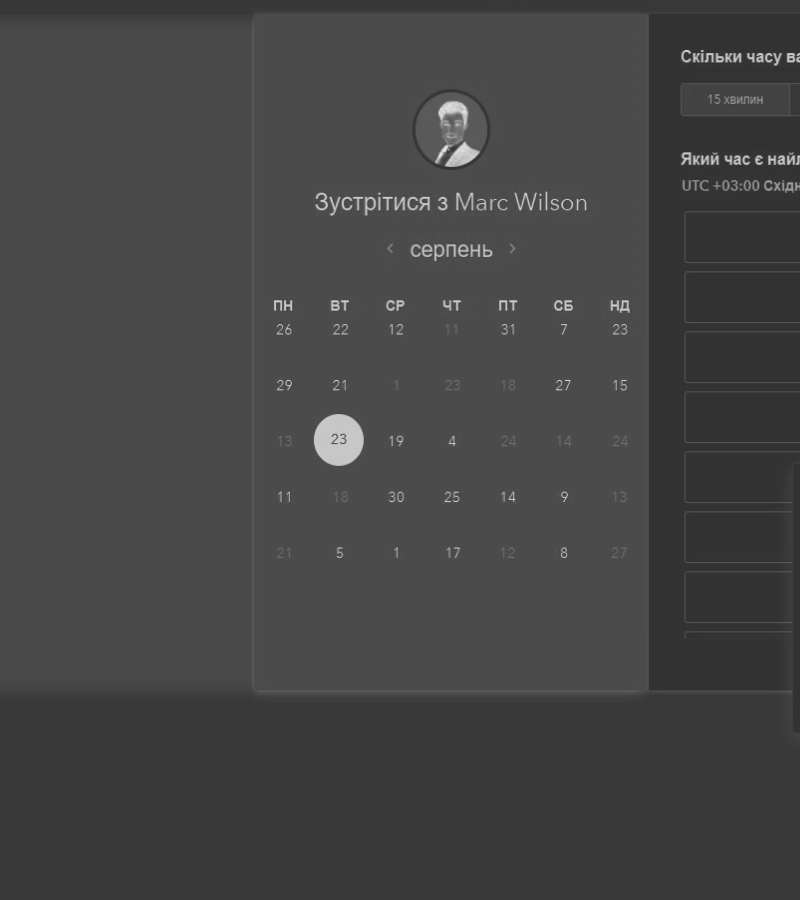 Зустрітися з Marc Wilson
‹ серпень ›
ПН ВТ СР ЧТ ПТ СБ НД
26 22 12 11 31 7 23
29 21 1 23 18 27 15
13 23 19 4 24 14 24
11 18 30 25 14 9 13
21 5 1 17 12 8 27
Скільки часу ва
15 хвилин
Який час є найл
UTC +03:00 Східн